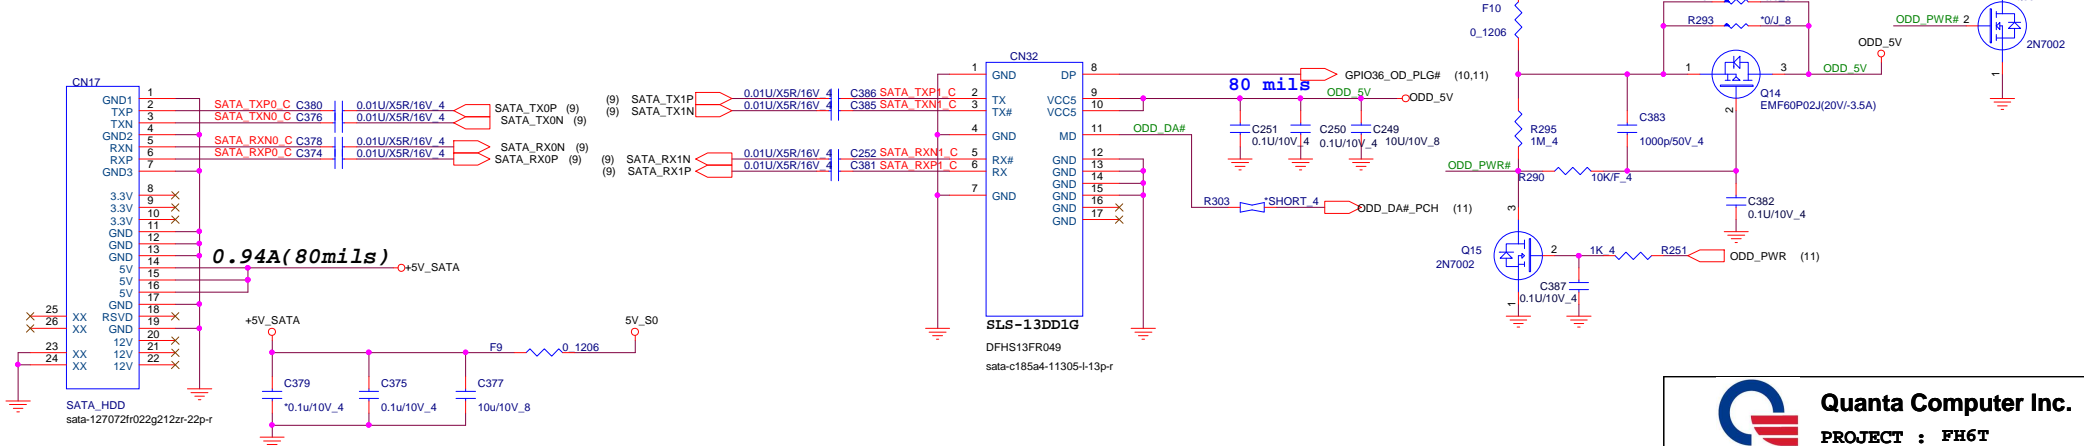 CN17
GND1 1
TXP 2 SATA_TXP0_C C380 0.01U/X5R/16V_4 SATA_TX0P (9)
TXN 3 SATA_TXN0_C C376 0.01U/X5R/16V_4 SATA_TX0N (9)
GND2 4
RXN 5 SATA_RXN0_C C378 0.01U/X5R/16V_4 SATA_RX0N (9)
RXP 6 SATA_RXP0_C C374 0.01U/X5R/16V_4 SATA_RX0P (9)
GND3 7
3.3V 8
3.3V 9
3.3V 10
GND 11
GND 12
GND 13
5V 14
5V 15
5V 16
GND 17
RSVD 18
GND 19
12V 20
12V 21
12V 22
25 XX
26 XX
23 XX
24 XX
0.94A(80mils)
+5V_SATA
SATA_HDD
sata-127072fr022g212zr-22p-r
+5V_SATA
5V_S0
F9 0_1206
C379
*0.1u/10V_4
C375
0.1u/10V_4
C377
10u/10V_8
CN32
1 GND
(9) SATA_TX1P 0.01U/X5R/16V_4 C386 SATA_TXP1_C 2 TX
(9) SATA_TX1N 0.01U/X5R/16V_4 C385 SATA_TXN1_C 3 TX#
4 GND
(9) SATA_RX1N 0.01U/X5R/16V_4 C252 SATA_RXN1_C 5 RX#
(9) SATA_RX1P 0.01U/X5R/16V_4 C381 SATA_RXP1_C 6 RX
7 GND
DP 8 GPIO36_OD_PLG# (10,11)
VCC5 9
VCC5 10
MD 11 ODD_DA#
GND 12
GND 13
GND 14
GND 15
GND 16
GND 17
SLS-13DD1G
DFHS13FR049
sata-c185a4-11305-l-13p-r
80 mils
ODD_5V
ODD_5V
C251
0.1U/10V_4
C250
0.1U/10V_4
C249
10U/10V_8
R303 *SHORT_4 ODD_DA#_PCH (11)
F10
0_1206
R293 *0/J_8
ODD_PWR# 2
2N7002
1
ODD_5V
1 3 ODD_5V
Q14
EMF60P02J(20V/-3.5A)
2
R295
1M_4
C383
1000p/50V_4
ODD_PWR#
R290 10K/F_4
C382
0.1U/10V_4
3
Q15
2N7002
2 1K_4 R251 ODD_PWR (11)
1
C387
0.1U/10V_4
Quanta Computer Inc.
PROJECT : FH6T